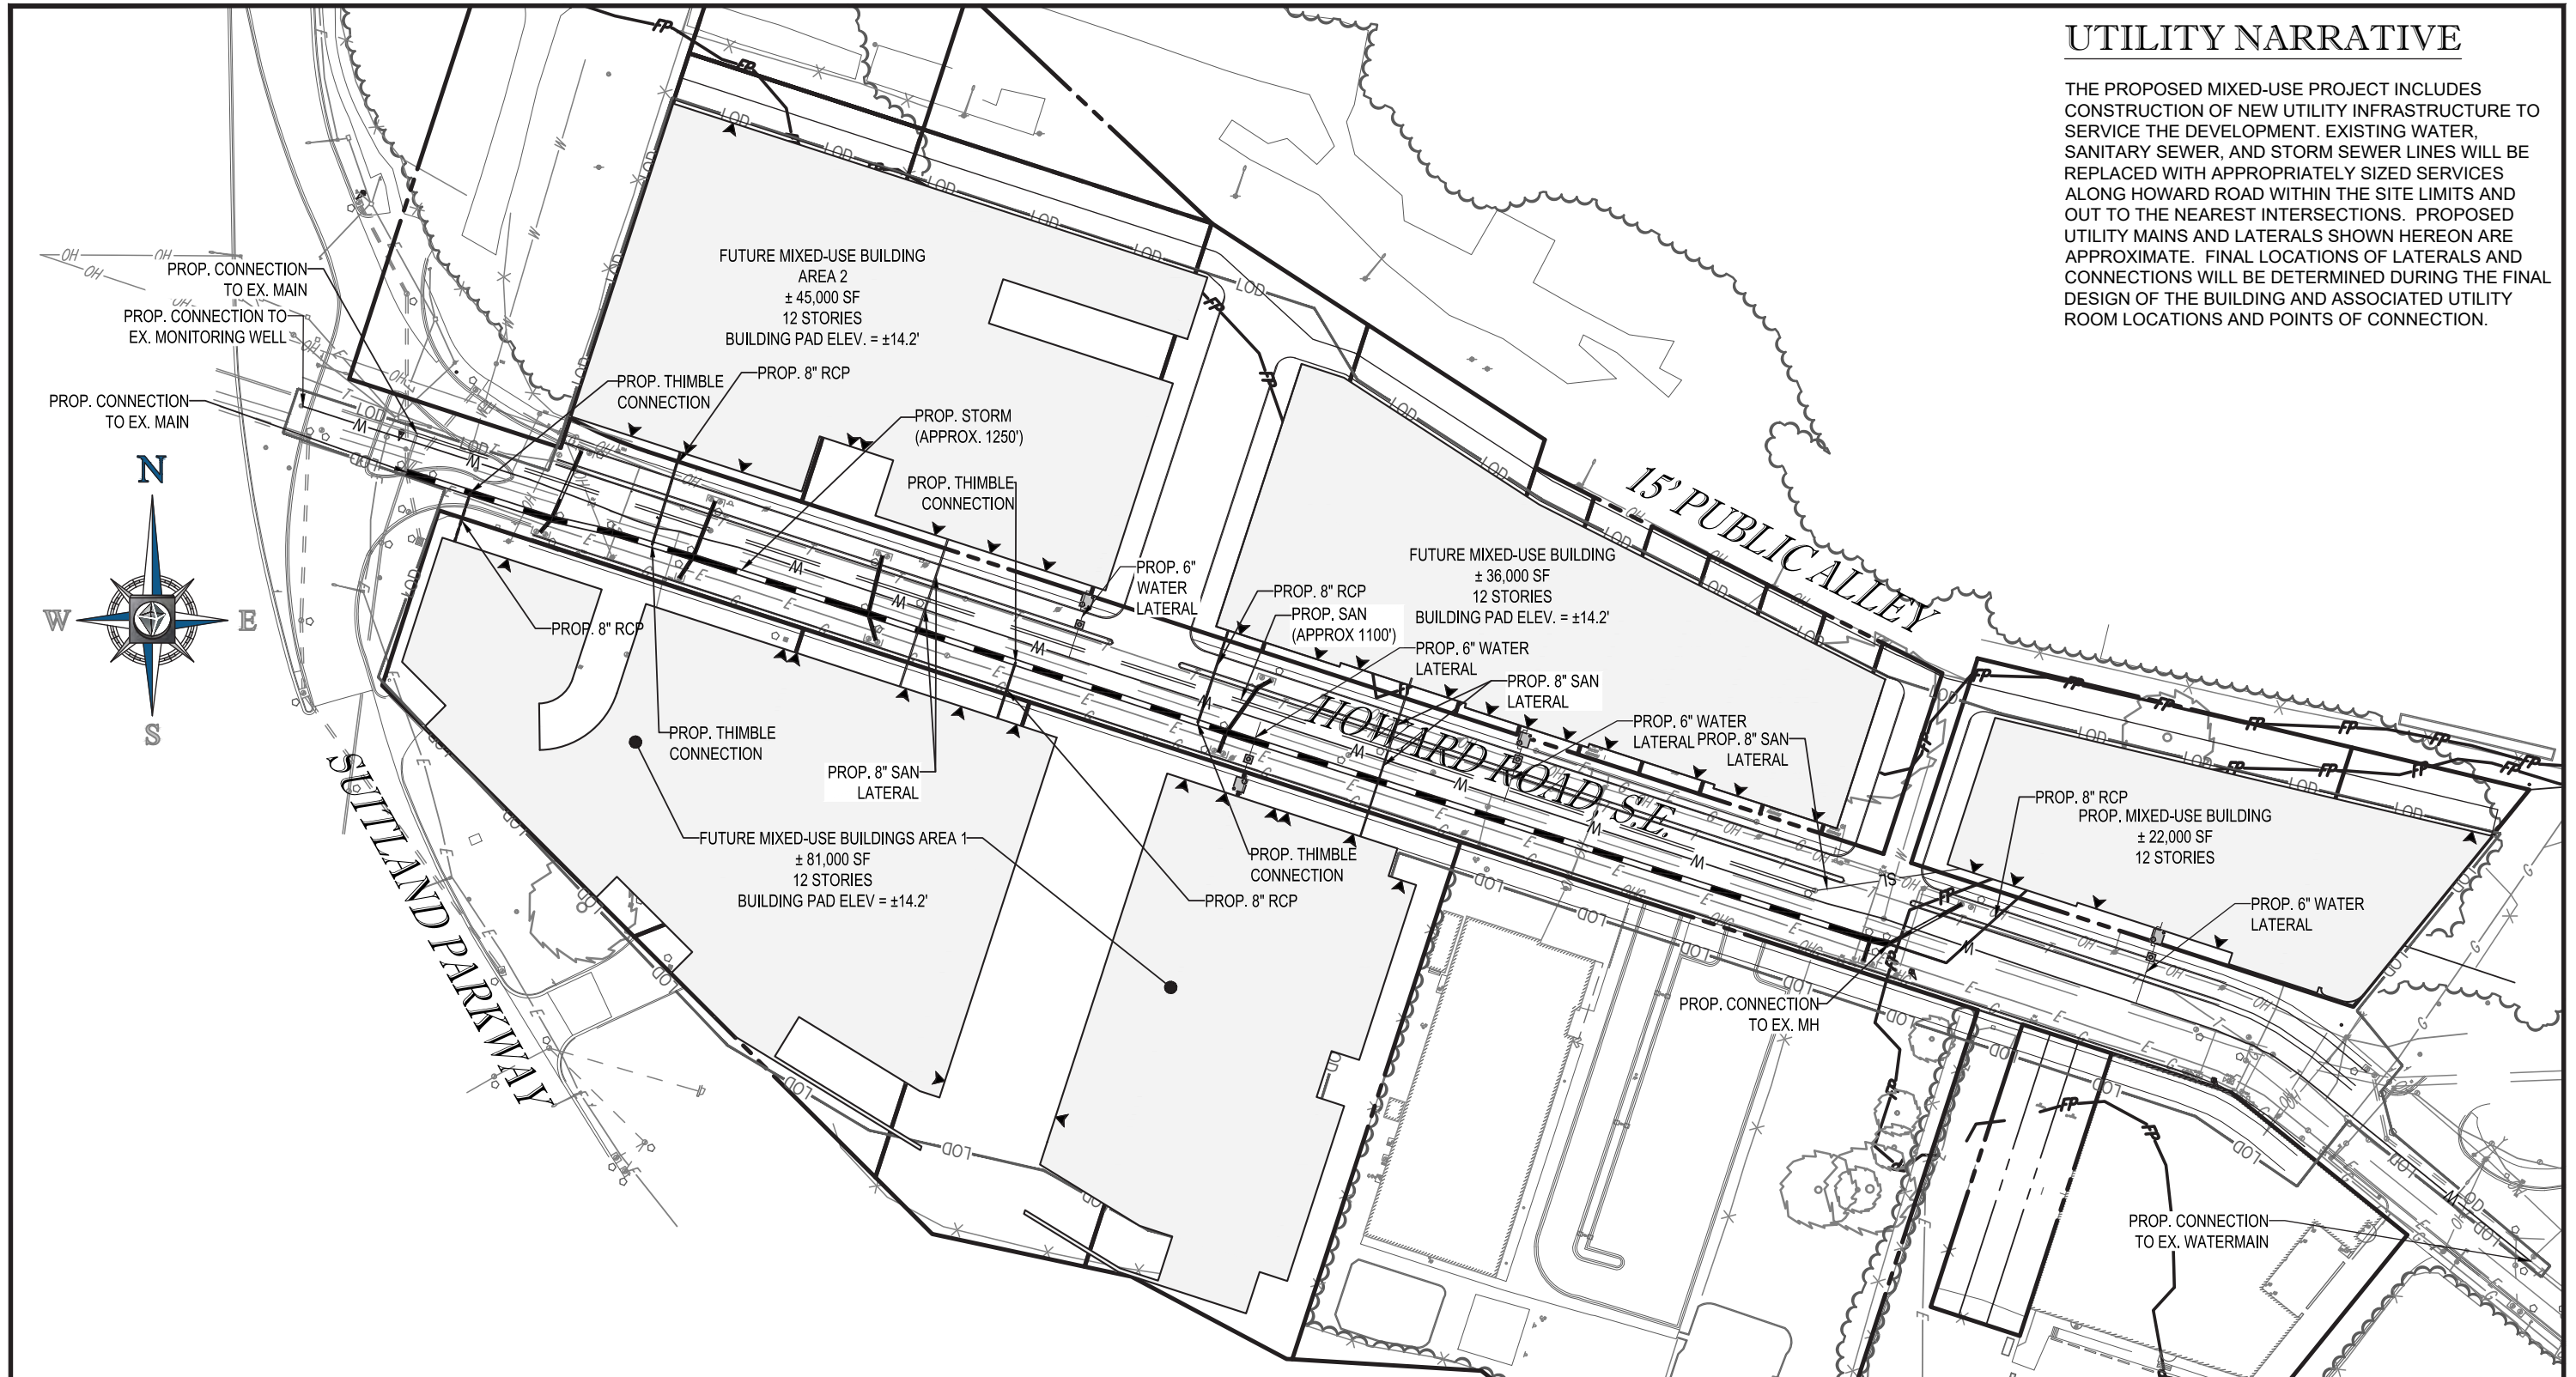 UTILITY NARRATIVE
THE PROPOSED MIXED-USE PROJECT INCLUDES
CONSTRUCTION OF NEW UTILITY INFRASTRUCTURE TO
SERVICE THE DEVELOPMENT. EXISTING WATER,
SANITARY SEWER, AND STORM SEWER LINES WILL BE
REPLACED WITH APPROPRIATELY SIZED SERVICES
ALONG HOWARD ROAD WITHIN THE SITE LIMITS AND
OUT TO THE NEAREST INTERSECTIONS. PROPOSED
UTILITY MAINS AND LATERALS SHOWN HEREON ARE
APPROXIMATE. FINAL LOCATIONS OF LATERALS AND
CONNECTIONS WILL BE DETERMINED DURING THE FINAL
DESIGN OF THE BUILDING AND ASSOCIATED UTILITY
ROOM LOCATIONS AND POINTS OF CONNECTION.
FUTURE MIXED-USE BUILDING
AREA 2
± 45,000 SF
12 STORIES
BUILDING PAD ELEV. = ±14.2'
PROP. CONNECTION
TO EX. MAIN
PROP. CONNECTION TO
EX. MONITORING WELL
PROP. CONNECTION
TO EX. MAIN
PROP. THIMBLE
CONNECTION
PROP. 8" RCP
PROP. STORM
(APPROX. 1250')
PROP. THIMBLE
CONNECTION
PROP. 6"
WATER
LATERAL
N
W
E
S
PROP. 8" RCP
PROP. THIMBLE
CONNECTION
PROP. 8" SAN
LATERAL
FUTURE MIXED-USE BUILDINGS AREA 1
± 81,000 SF
12 STORIES
BUILDING PAD ELEV = ±14.2'
SUITLAND PARKWAY
15' PUBLIC ALLEY
FUTURE MIXED-USE BUILDING
± 36,000 SF
12 STORIES
BUILDING PAD ELEV. = ±14.2'
PROP. 8" RCP
PROP. SAN
(APPROX 1100')
PROP. 6" WATER
LATERAL
PROP. 8" SAN
LATERAL
PROP. 6" WATER
LATERAL
PROP. 8" SAN
LATERAL
HOWARD ROAD, S.E.
PROP. THIMBLE
CONNECTION
PROP. 8" RCP
PROP. 8" RCP
PROP. MIXED-USE BUILDING
± 22,000 SF
12 STORIES
PROP. 6" WATER
LATERAL
PROP. CONNECTION
TO EX. MH
PROP. CONNECTION
TO EX. WATERMAIN